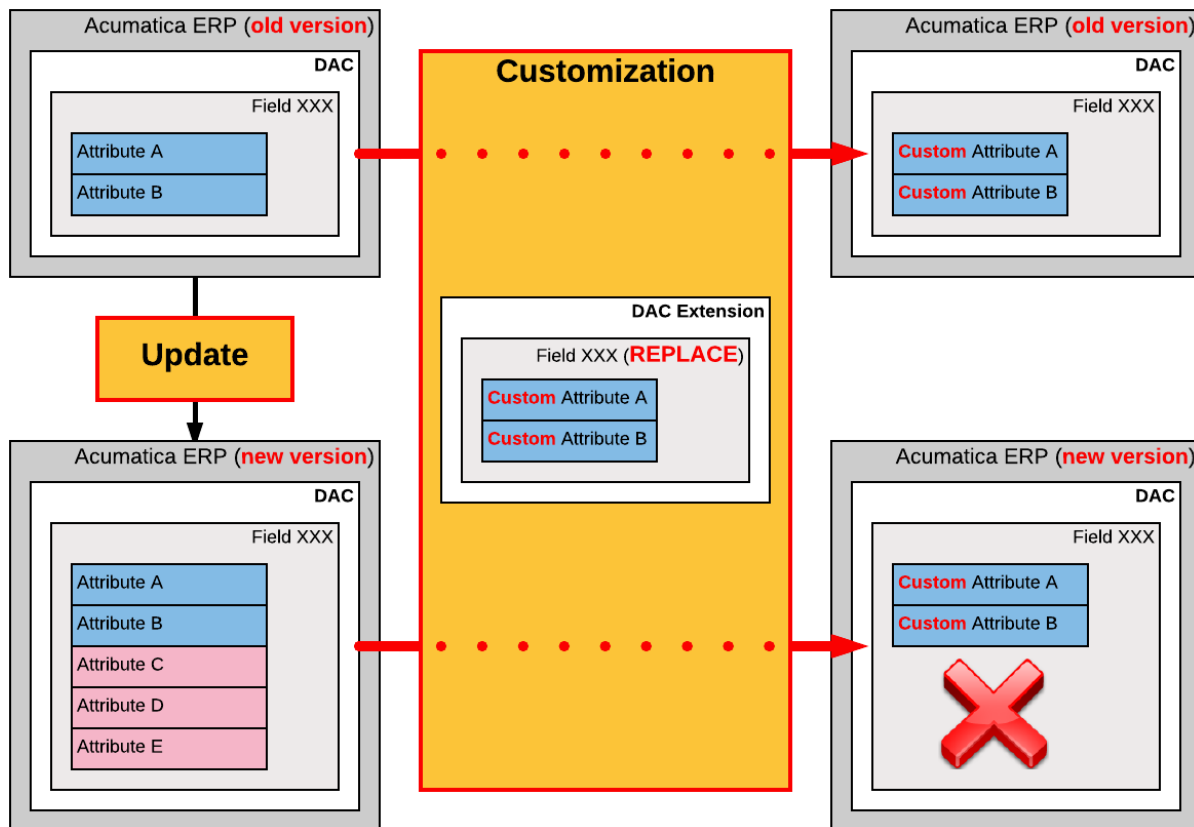 Acumatica ERP (old version)
DAC
Field XXX
Attribute A
Attribute B
Update
Acumatica ERP (new version)
DAC
Field XXX
Attribute A
Attribute B
Attribute C
Attribute D
Attribute E
Customization
DAC Extension
Field XXX (REPLACE)
Custom Attribute A
Custom Attribute B
Acumatica ERP (old version)
DAC
Field XXX
Custom Attribute A
Custom Attribute B
Acumatica ERP (new version)
DAC
Field XXX
Custom Attribute A
Custom Attribute B